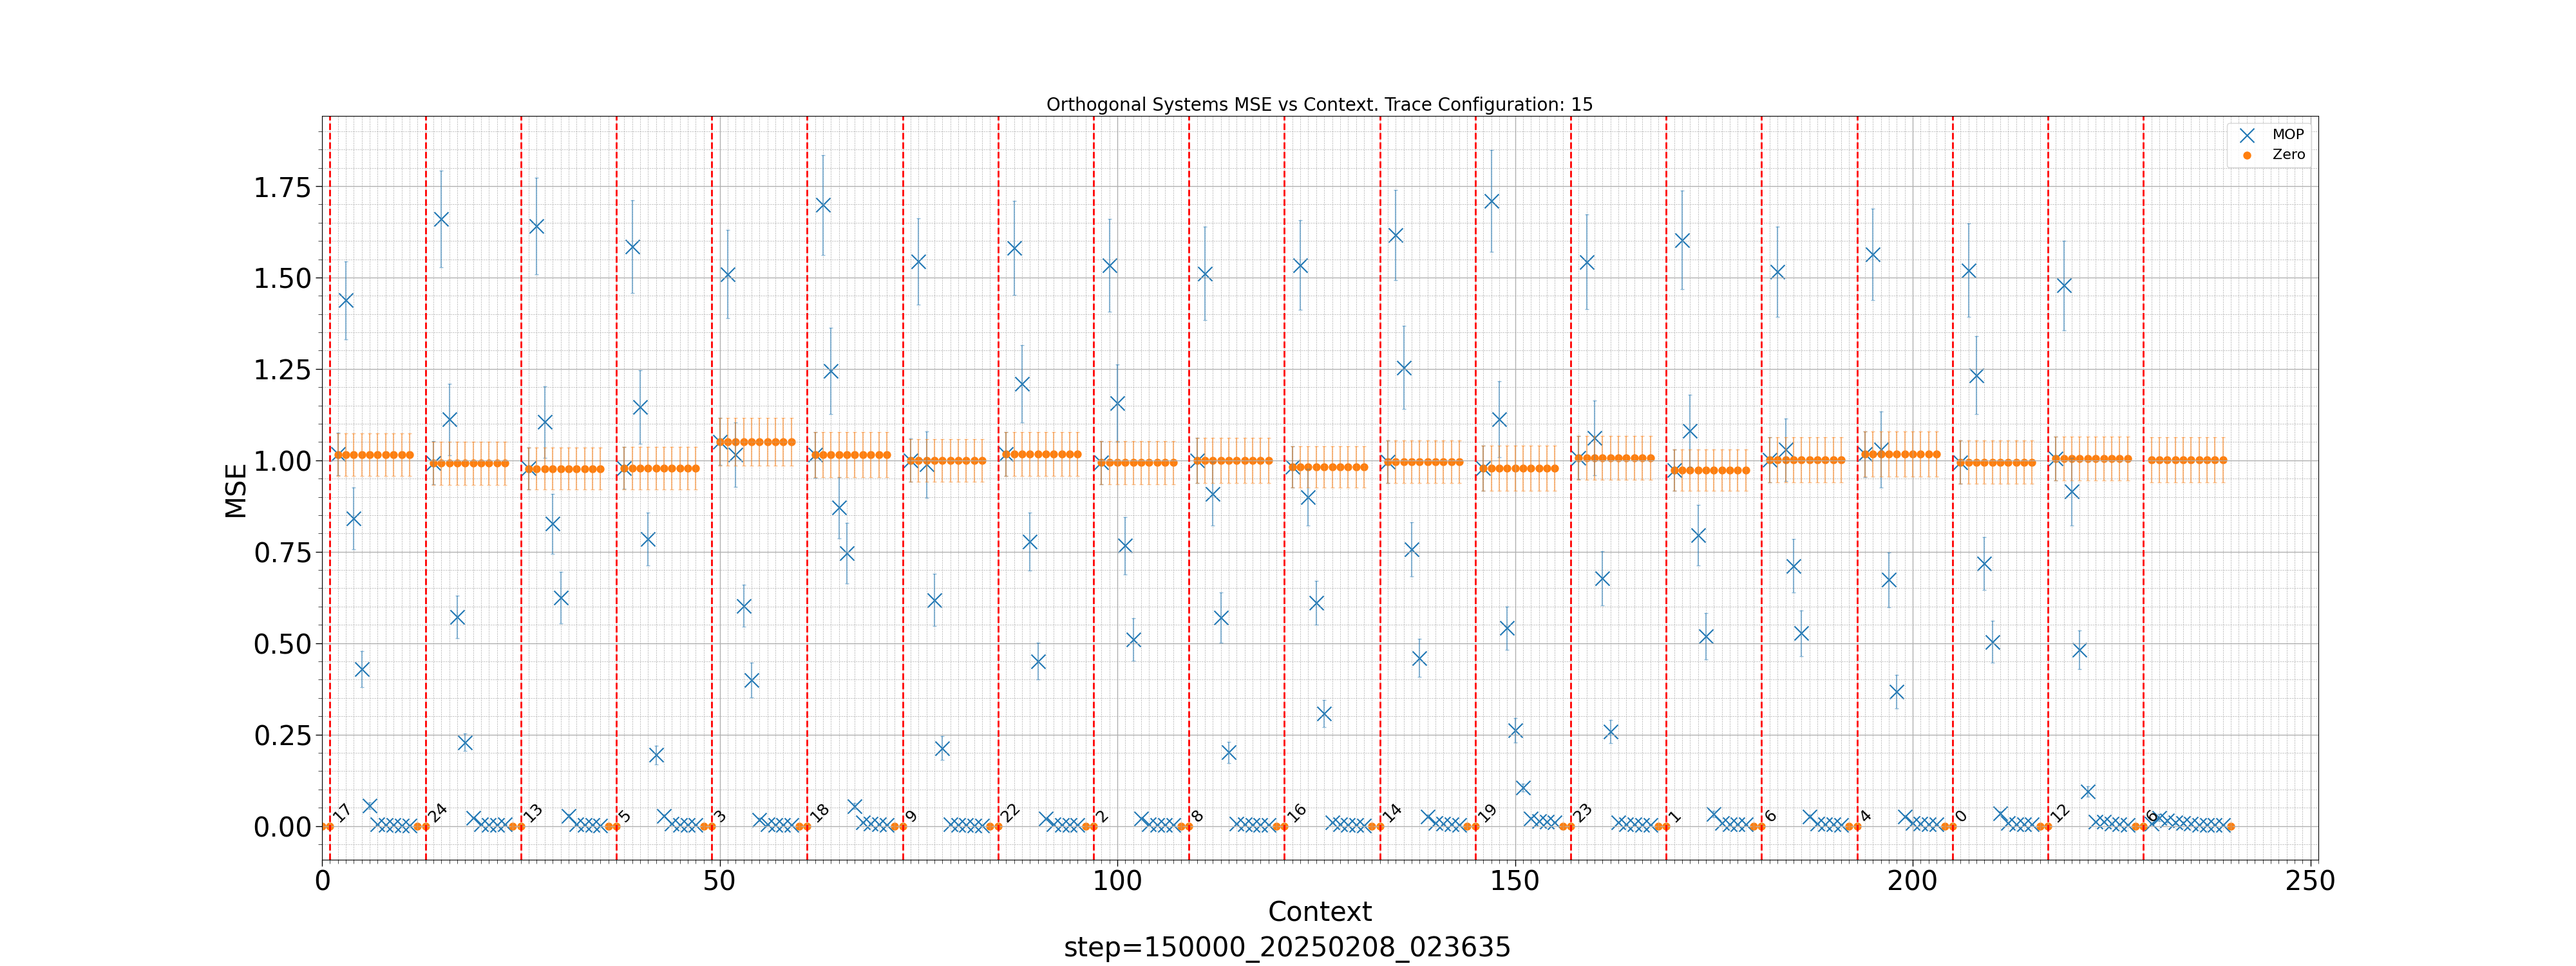 Orthogonal Systems MSE vs Context. Trace Configuration: 15
MOP
Zero
MSE
1.75
1.50
1.25
1.00
0.75
0.50
0.25
0.00
17 24 13 5 3 18 9 22 2 8 16 14 19 23 1 6 4 0 12 6
0 50 100 150 200 250
Context
step=150000_20250208_023635